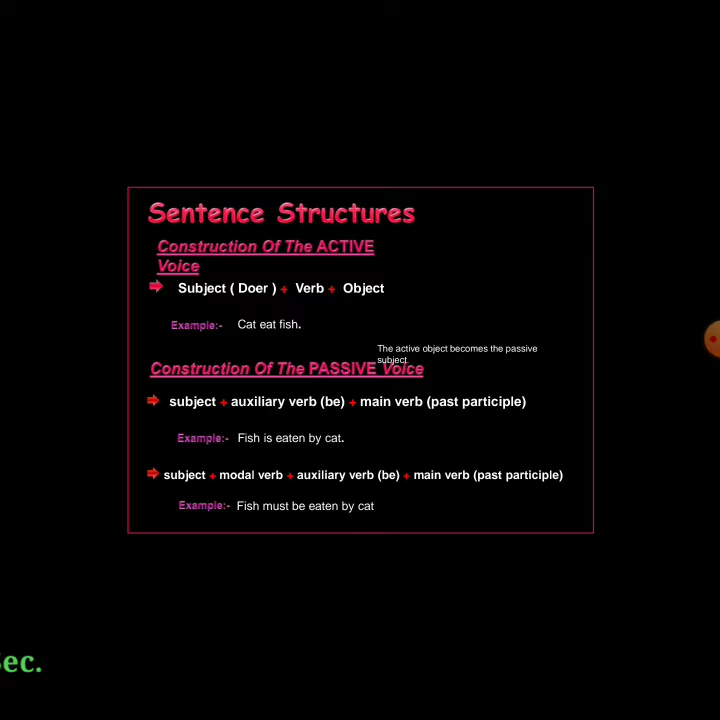 Sentence Structures
Construction Of The ACTIVE
Voice
Subject ( Doer ) + Verb + Object
Example:- Cat eat fish.
The active object becomes the passive
subject.
Construction Of The PASSIVE Voice
subject + auxiliary verb (be) + main verb (past participle)
Example:- Fish is eaten by cat.
subject + modal verb + auxiliary verb (be) + main verb (past participle)
Example:- Fish must be eaten by cat